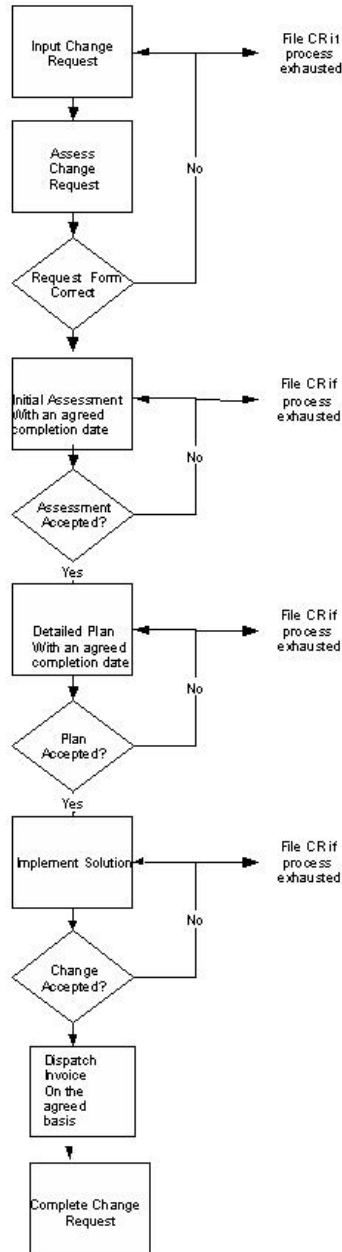 Input Change
Request
File CR i1
process
exhausted
Assess
Change
Request
No
Request Form
Correct
Initial Assessment
With an agreed
completion date
File CR if
process
exhausted
No
Assessment
Accepted?
Yes
Detailed Plan
With an agreed
completion date
File CR if
process
exhausted
No
Plan
Accepted?
Yes
Implement Solution
File CR if
process
exhausted
No
Change
Accepted?
Dispatch
Invoice
On the
agreed
basis
Complete Change
Request